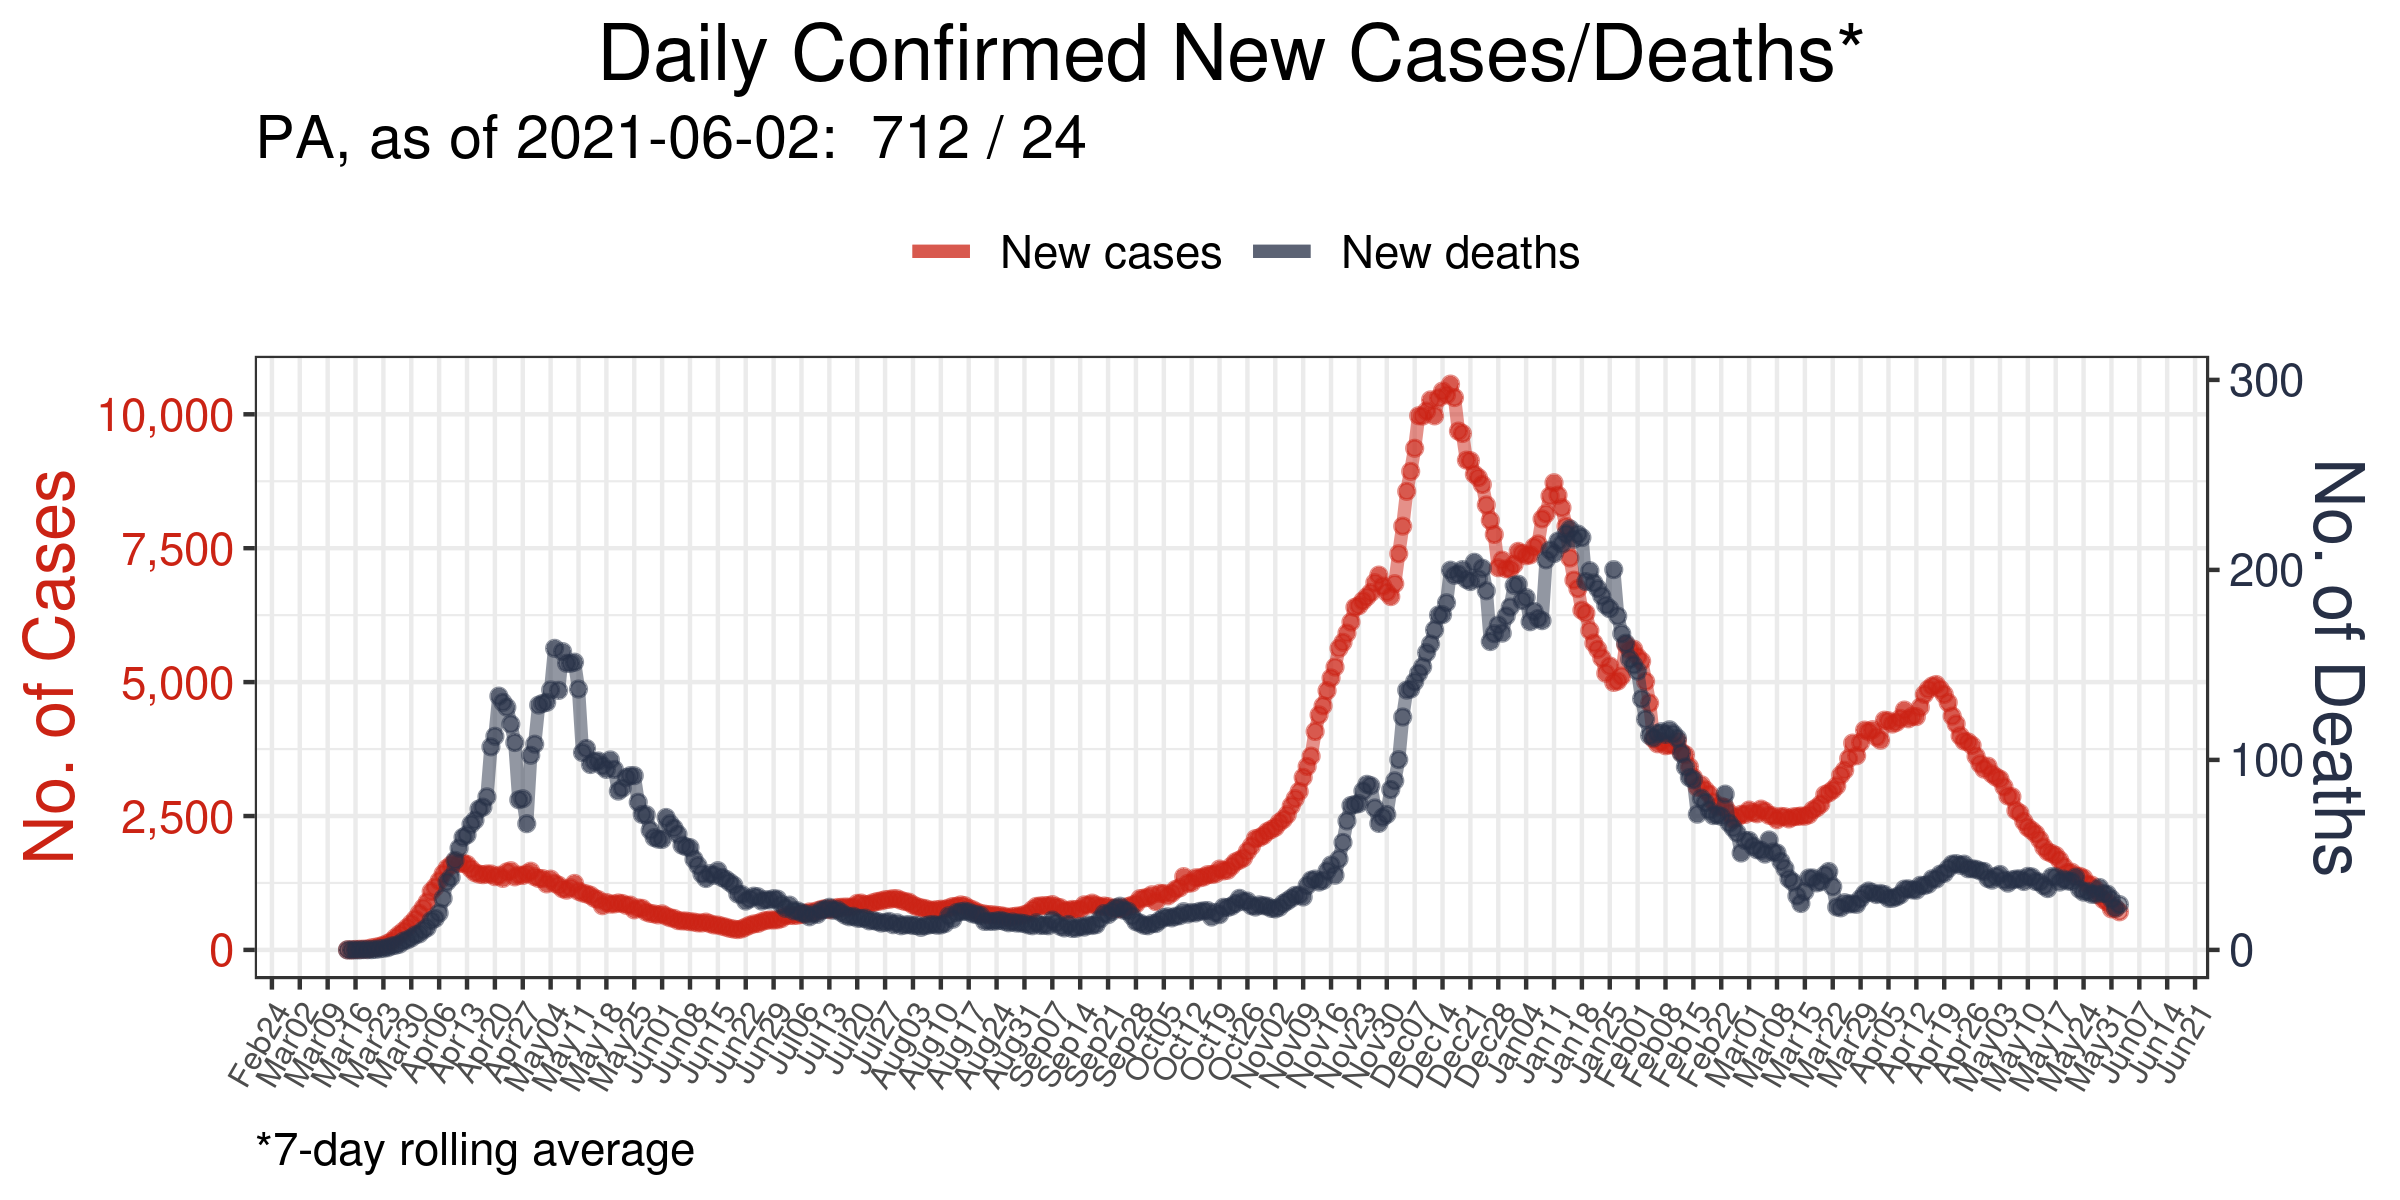 Daily Confirmed New Cases/Deaths*
PA, as of 2021-06-02:  712 / 24
New cases
New deaths
No. of Cases
10,000
7,500
5,000
2,500
0
300
200
100
0
No. of Deaths
Feb24
Mar02
Mar09
Mar16
Mar23
Mar30
Apr06
Apr13
Apr20
Apr27
May04
May11
May18
May25
Jun01
Jun08
Jun15
Jun22
Jun29
Jul06
Jul13
Jul20
Jul27
Aug03
Aug10
Aug17
Aug24
Aug31
Sep07
Sep14
Sep21
Sep28
Oct05
Oct12
Oct19
Oct26
Nov02
Nov09
Nov16
Nov23
Nov30
Dec07
Dec14
Dec21
Dec28
Jan04
Jan11
Jan18
Jan25
Feb01
Feb08
Feb15
Feb22
Mar01
Mar08
Mar15
Mar22
Mar29
Apr05
Apr12
Apr19
Apr26
May03
May10
May17
May24
May31
Jun07
Jun14
Jun21
*7-day rolling average